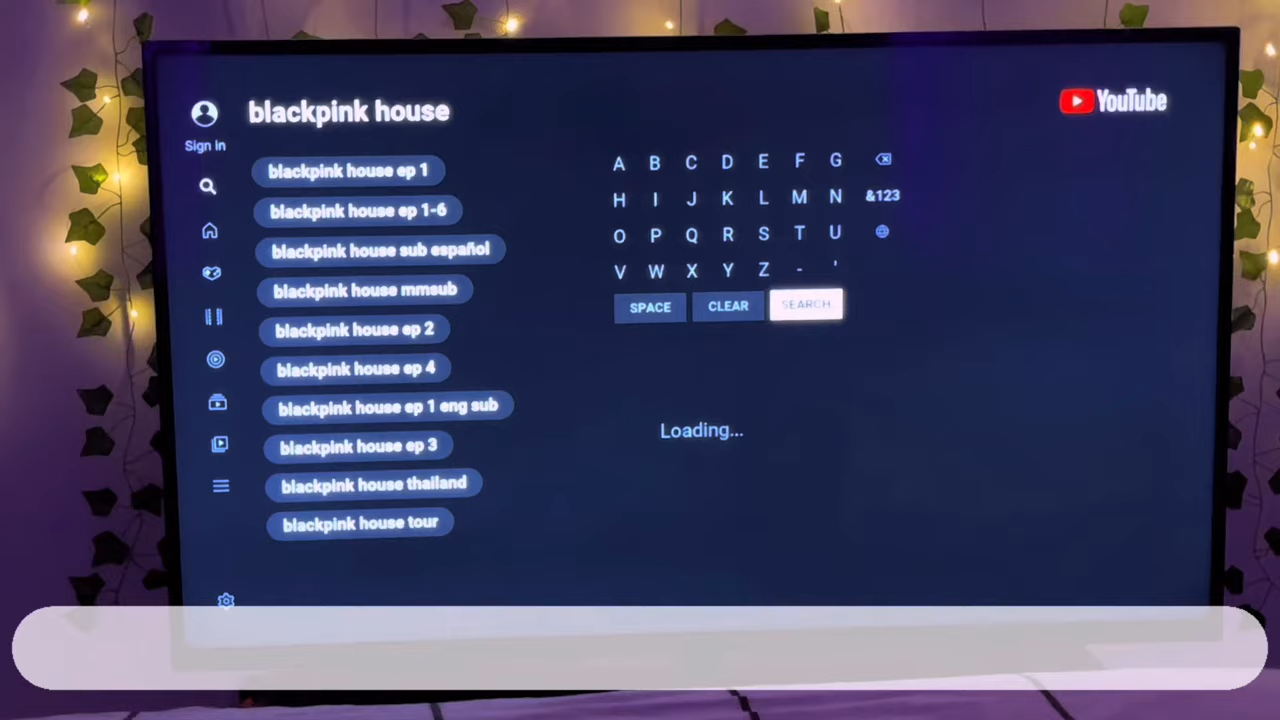 blackpink house
YouTube
Sign In
blackpink house ep 1
blackpink house ep 1-6
blackpink house sub español
blackpink house mmsub
blackpink house ep 2
blackpink house ep 4
blackpink house ep 1 eng sub
blackpink house ep 3
blackpink house thailand
blackpink house tour
A B C D E F G
H I J K L M N &123
O P Q R S T U
V W X Y Z - '
SPACE CLEAR SEARCH
Loading...